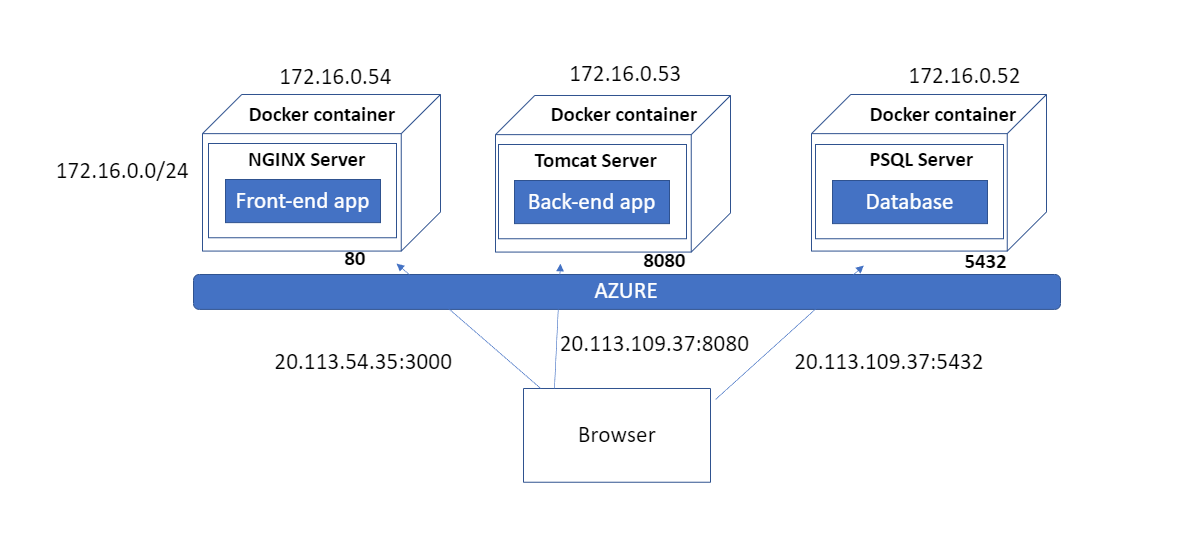 172.16.0.54
172.16.0.53
172.16.0.52
Docker container
Docker container
Docker container
172.16.0.0/24
NGINX Server
Tomcat Server
PSQL Server
Front-end app
Back-end app
Database
80
8080
5432
AZURE
20.113.54.35:3000
20.113.109.37:8080
20.113.109.37:5432
Browser